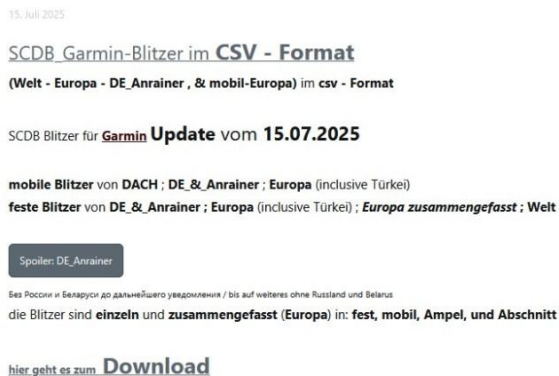 15. Juli 2025
SCDB_Garmin-Blitzer im CSV - Format
(Welt - Europa - DE_Anrainer , & mobil-Europa) im csv - Format
SCDB Blitzer für Garmin Update vom 15.07.2025
mobile Blitzer von DACH ; DE_&_Anrainer ; Europa (inclusive Türkei)
feste Blitzer von DE_&_Anrainer ; Europa (inclusive Türkei) ; Europa zusammengefasst ; Welt
Spoiler: DE_Anrainer
Без России и Беларуси до дальнейшего уведомления / bis auf weiteres ohne Russland und Belarus
die Blitzer sind einzeln und zusammengefasst (Europa) in: fest, mobil, Ampel, und Abschnitt
hier geht es zum Download